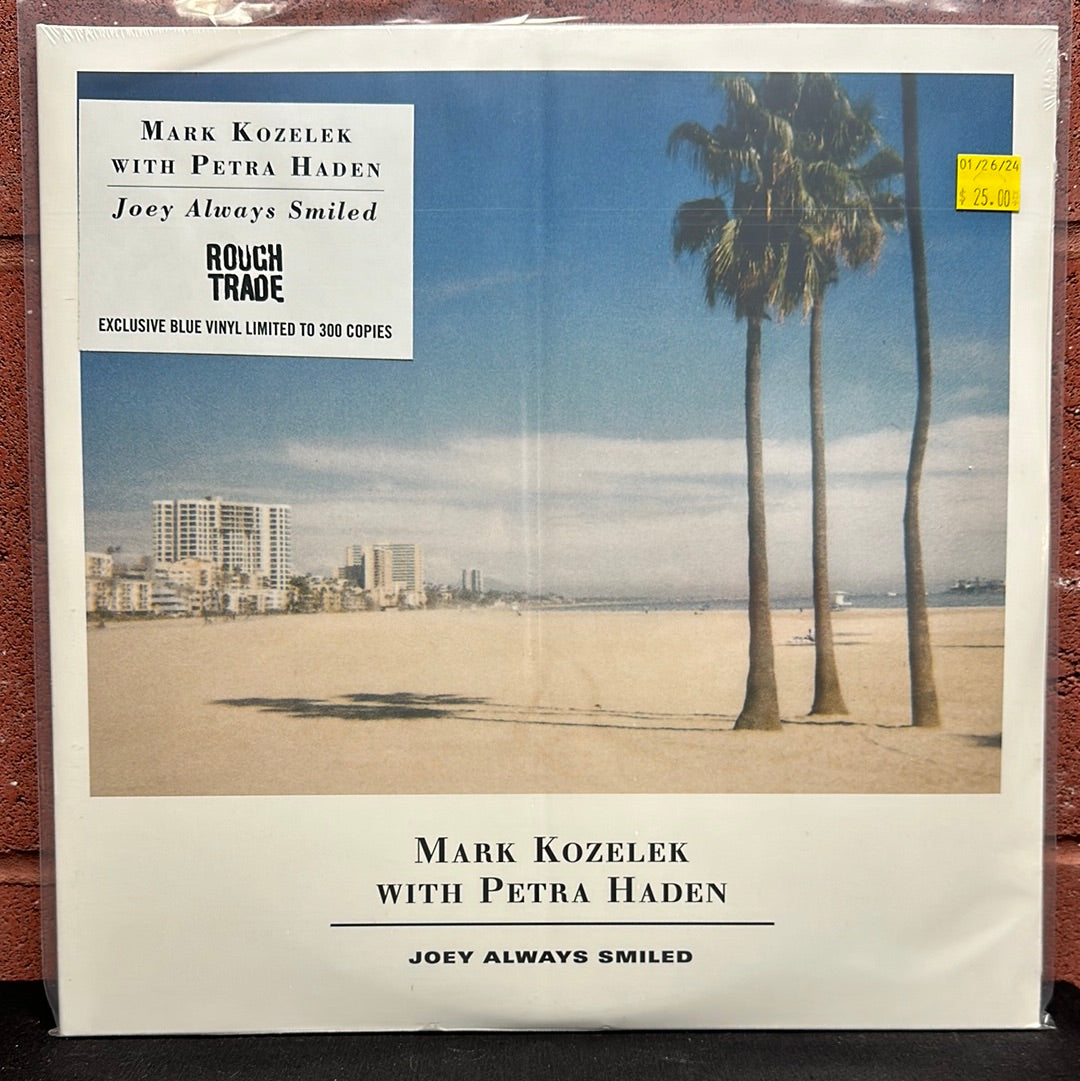 Mark Kozelek
with Petra Haden
Joey Always Smiled
ROUGH
TRADE
EXCLUSIVE BLUE VINYL LIMITED TO 300 COPIES
01/26/24
$ 25.00
Mark Kozelek
with Petra Haden
JOEY ALWAYS SMILED